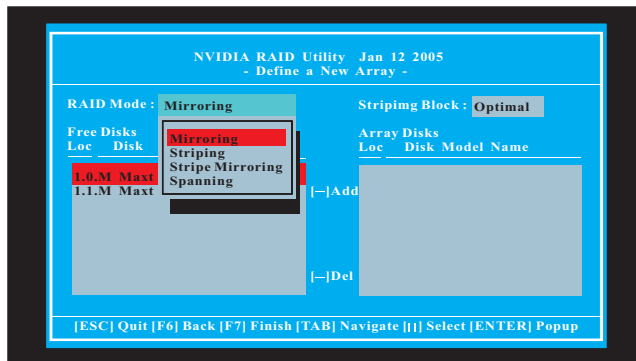 NVIDIA RAID Utility Jan 12 2005
- Define a New Array -
RAID Mode : Mirroring
Stripimg Block : Optimal
Free Disks
Loc Disk
Mirroring
Striping
Stripe Mirroring
Spanning
1.0.M Maxt
1.1.M Maxt
Array Disks
Loc Disk Model Name
[—]Add
[—]Del
[ESC] Quit [F6] Back [F7] Finish [TAB] Navigate [||] Select [ENTER] Popup